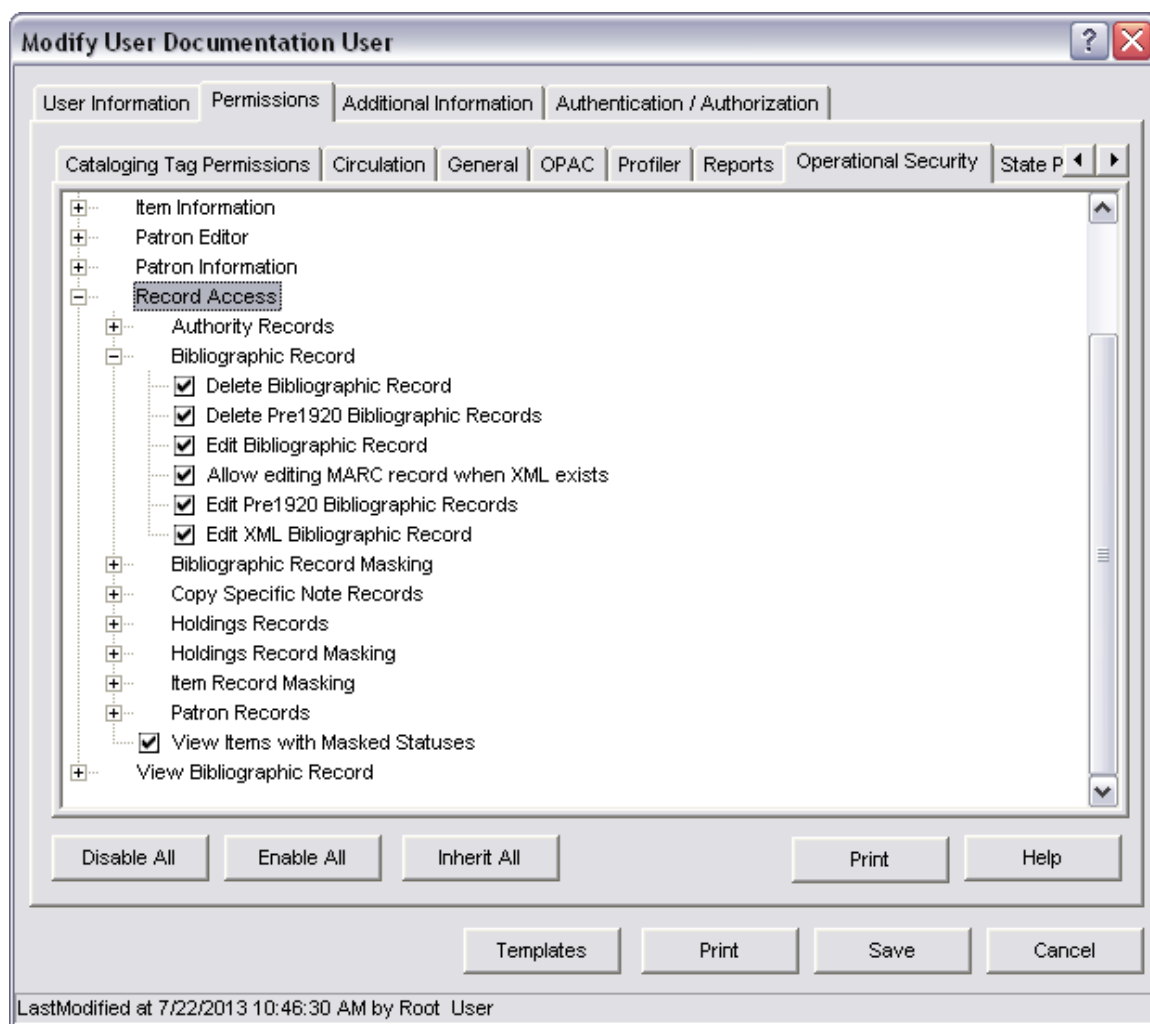 Modify User Documentation User
?
User Information Permissions Additional Information Authentication / Authorization
Cataloging Tag Permissions Circulation General OPAC Profiler Reports Operational Security State P
Item Information
Patron Editor
Patron Information
Record Access
Authority Records
Bibliographic Record
Delete Bibliographic Record
Delete Pre1920 Bibliographic Records
Edit Bibliographic Record
Allow editing MARC record when XML exists
Edit Pre1920 Bibliographic Records
Edit XML Bibliographic Record
Bibliographic Record Masking
Copy Specific Note Records
Holdings Records
Holdings Record Masking
Item Record Masking
Patron Records
View Items with Masked Statuses
View Bibliographic Record
Disable All Enable All Inherit All Print Help
Templates Print Save Cancel
LastModified at 7/22/2013 10:46:30 AM by Root User